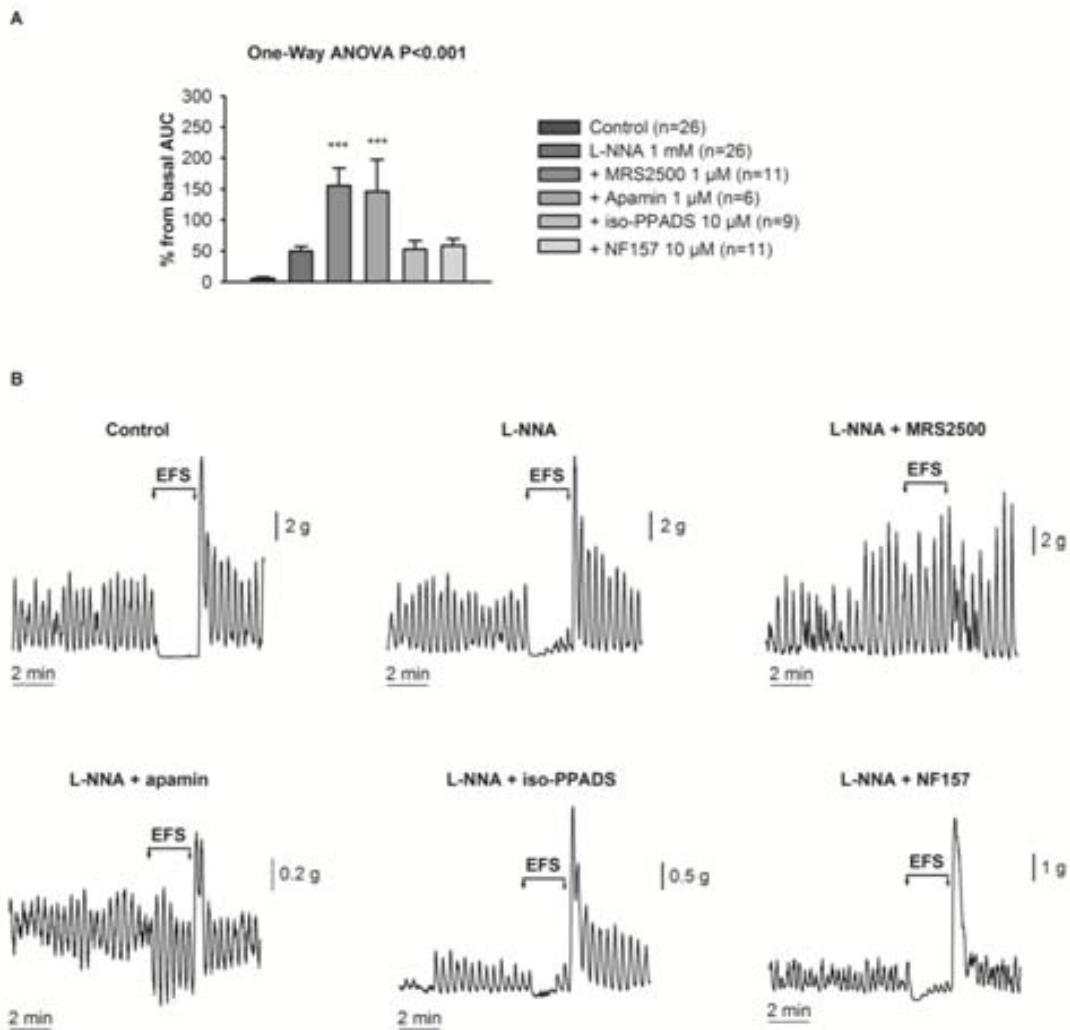 A
One-Way ANOVA P<0.001
300
250
200
150
100
50
0
% from basal AUC
*** ***
Control (n=26)
L-NNA 1 mM (n=26)
+ MRS2500 1 µM (n=11)
+ Apamin 1 µM (n=6)
+ iso-PPADS 10 µM (n=9)
+ NF157 10 µM (n=11)
B
Control
EFS
2 g
2 min
L-NNA
EFS
2 g
2 min
L-NNA + MRS2500
EFS
2 g
2 min
L-NNA + apamin
EFS
0.2 g
2 min
L-NNA + iso-PPADS
EFS
0.5 g
2 min
L-NNA + NF157
EFS
1 g
2 min